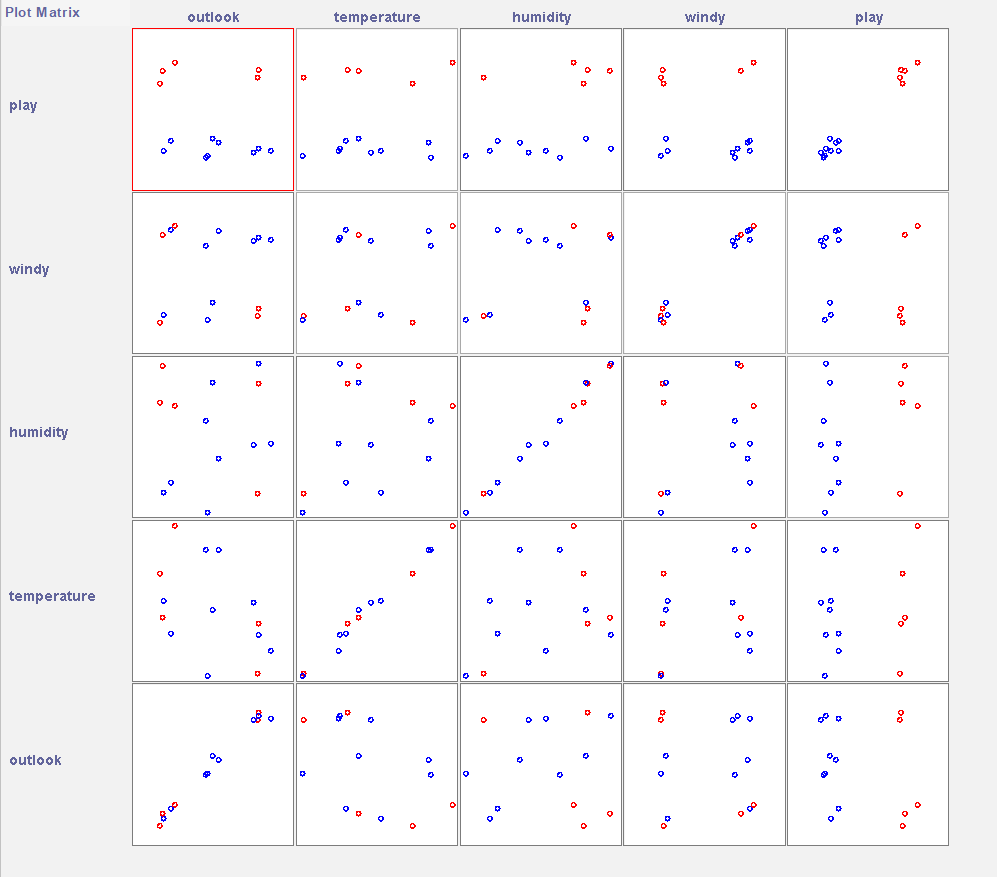 Plot Matrix
outlook temperature humidity windy play
play
windy
humidity
temperature
outlook